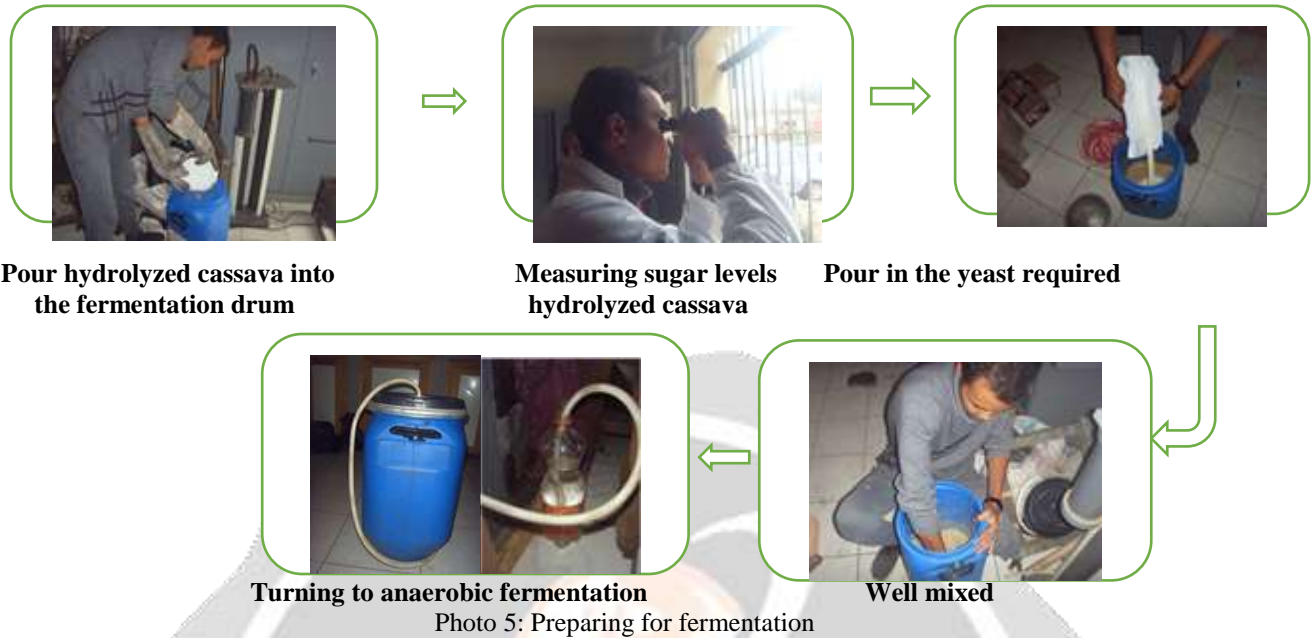 Pour hydrolyzed cassava into
the fermentation drum
Measuring sugar levels
hydrolyzed cassava
Pour in the yeast required
Well mixed
Turning to anaerobic fermentation
Photo 5: Preparing for fermentation